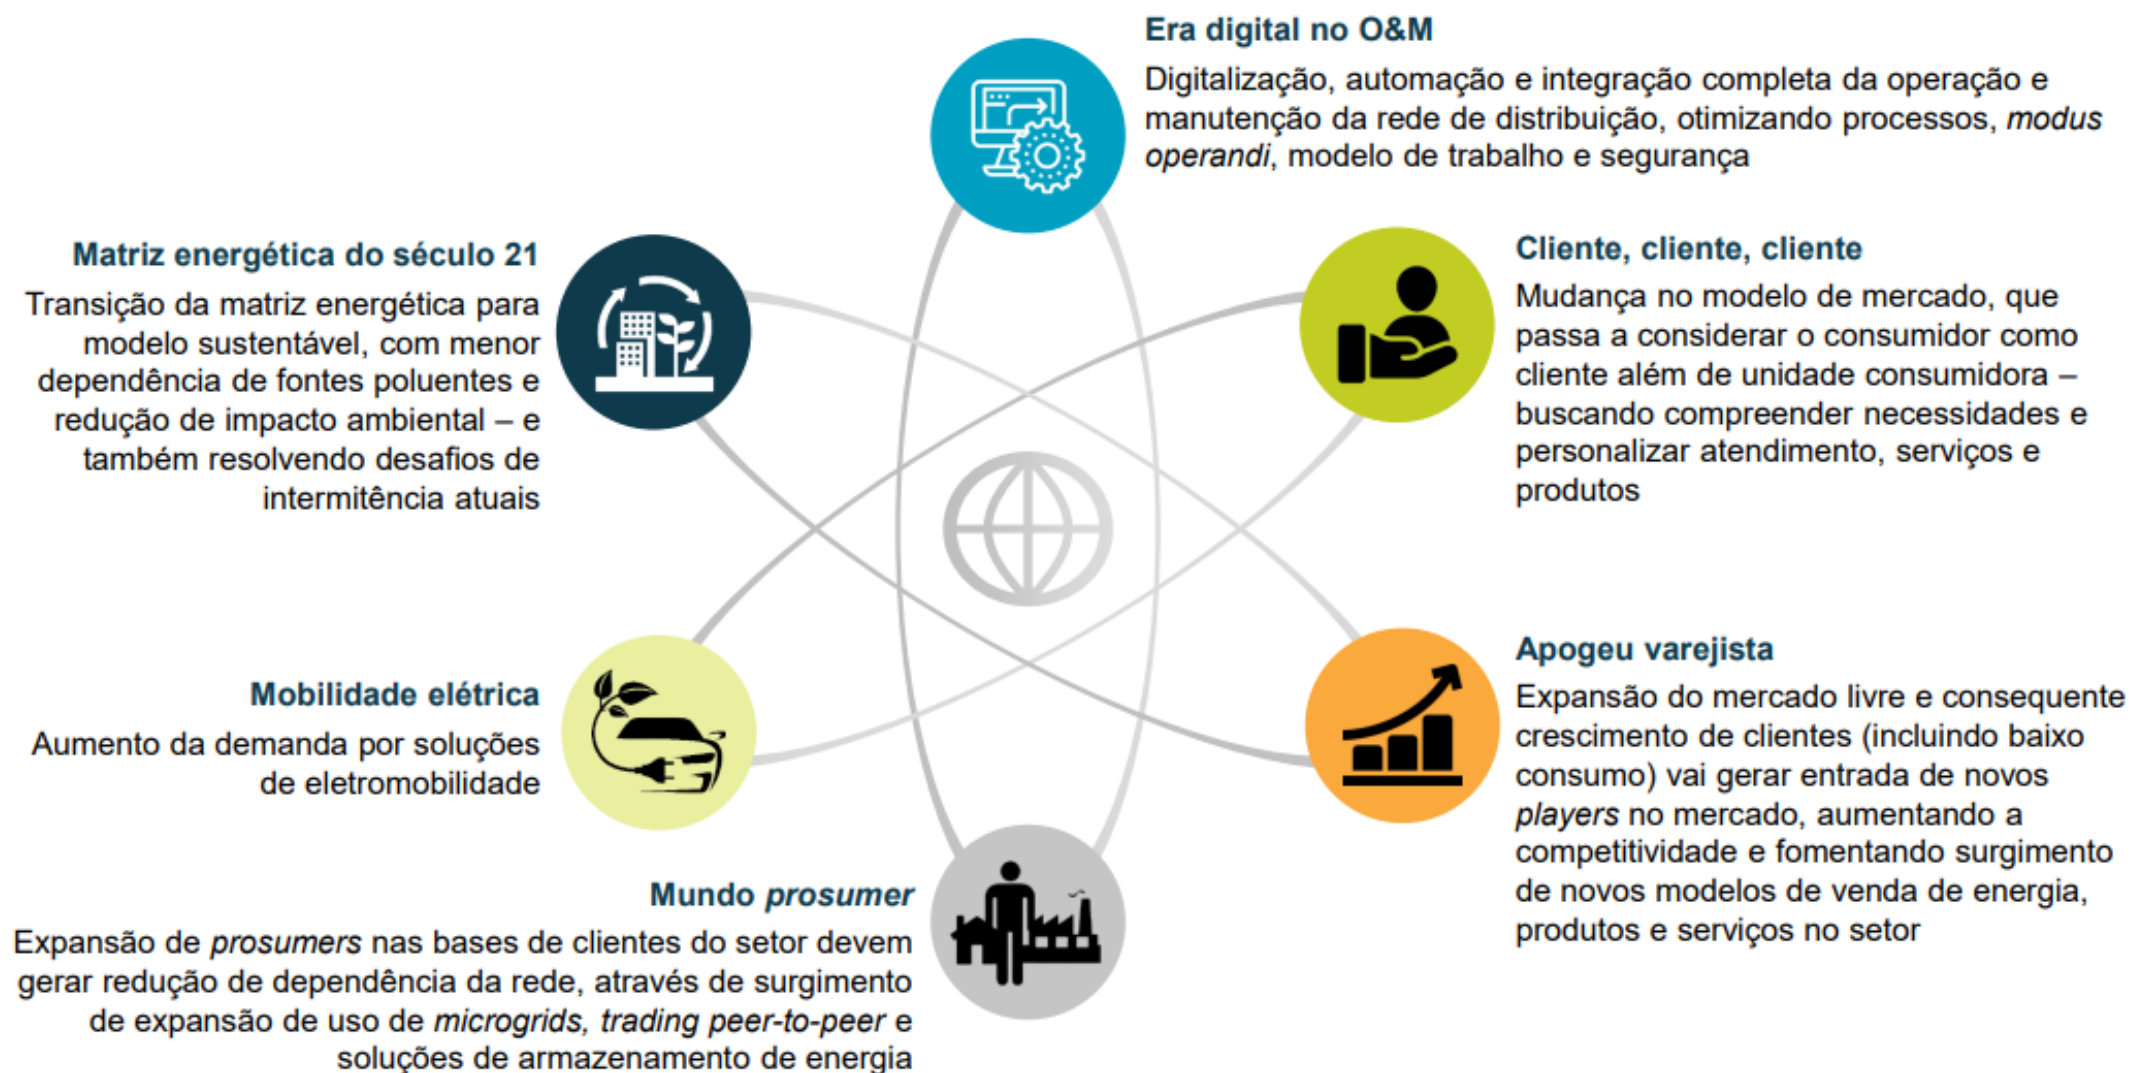 Era digital no O&M
Digitalização, automação e integração completa da operação e
manutenção da rede de distribuição, otimizando processos, modus
operandi, modelo de trabalho e segurança
Matriz energética do século 21
Transição da matriz energética para
modelo sustentável, com menor
dependência de fontes poluentes e
redução de impacto ambiental – e
também resolvendo desafios de
intermitência atuais
Cliente, cliente, cliente
Mudança no modelo de mercado, que
passa a considerar o consumidor como
cliente além de unidade consumidora –
buscando compreender necessidades e
personalizar atendimento, serviços e
produtos
Mobilidade elétrica
Aumento da demanda por soluções
de eletromobilidade
Apogeu varejista
Expansão do mercado livre e consequente
crescimento de clientes (incluindo baixo
consumo) vai gerar entrada de novos
players no mercado, aumentando a
competitividade e fomentando surgimento
de novos modelos de venda de energia,
produtos e serviços no setor
Mundo prosumer
Expansão de prosumers nas bases de clientes do setor devem
gerar redução de dependência da rede, através de surgimento
de expansão de uso de microgrids, trading peer-to-peer e
soluções de armazenamento de energia